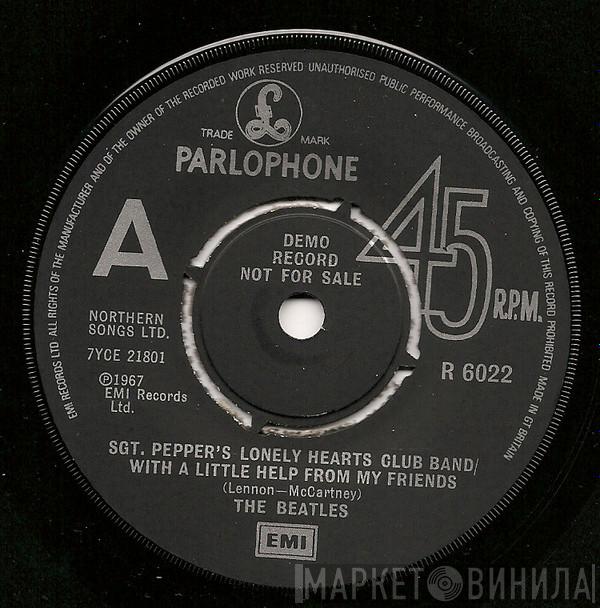 EMI RECORDS LTD ALL RIGHTS OF THE MANUFACTURER AND OF THE OWNER OF THE RECORDED WORK RESERVED UNAUTHORISED PUBLIC PERFORMANCE BROADCASTING AND COPYING OF THIS RECORD PROHIBITED MADE IN GT BRITAIN
£
TRADE MARK
PARLOPHONE
A
45
R.P.M.
DEMO
RECORD
NOT FOR SALE
NORTHERN
SONGS LTD.
7YCE 21801
℗1967
EMI Records
Ltd.
R 6022
SGT. PEPPER'S LONELY HEARTS CLUB BAND/
WITH A LITTLE HELP FROM MY FRIENDS
(Lennon—McCartney)
THE BEATLES
EMI
МАРКЕТ ВИНИЛА